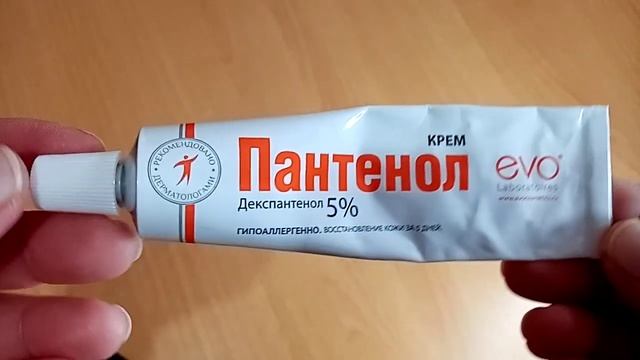 РЕКОМЕНДОВАНО
ДЕРМАТОЛОГАМИ
КРЕМ
Пантенол
Декспантенол 5%
ГИПОАЛЛЕРГЕННО. ВОССТАНОВЛЕНИЕ КОЖИ ЗА 5 ДНЕЙ
evo
Laboratoires